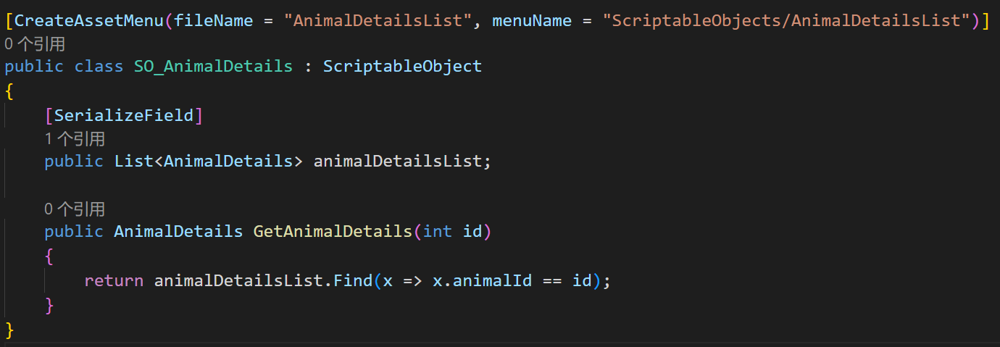 [CreateAssetMenu(fileName = "AnimalDetailsList", menuName = "ScriptableObjects/AnimalDetailsList")]
0 个引用
public class SO_AnimalDetails : ScriptableObject
{
    [SerializeField]
    1 个引用
    public List<AnimalDetails> animalDetailsList;
    0 个引用
    public AnimalDetails GetAnimalDetails(int id)
    {
        return animalDetailsList.Find(x => x.animalId == id);
    }
}